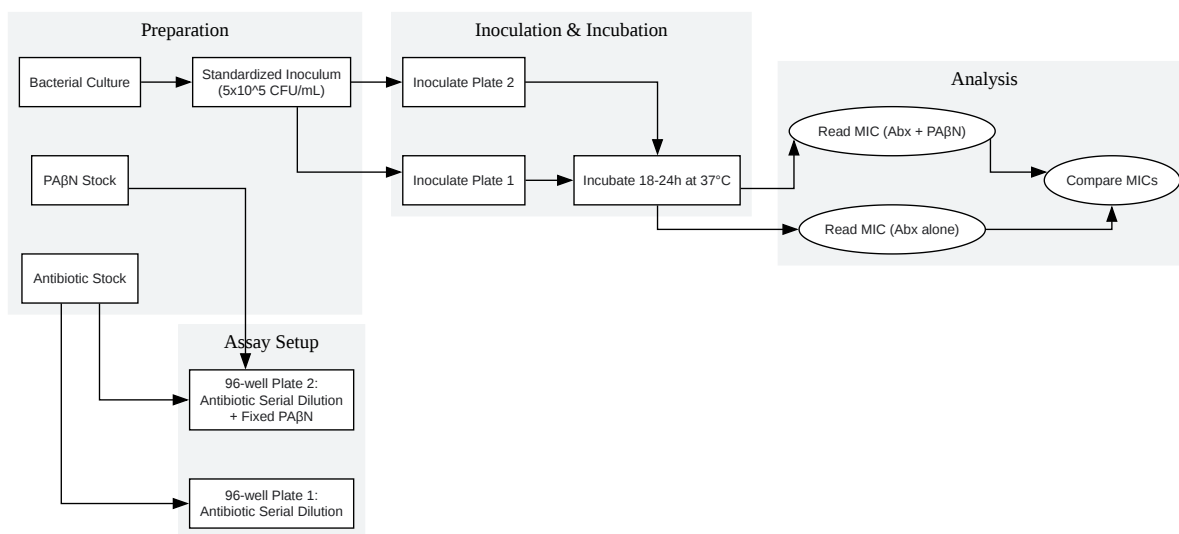 Preparation
Bacterial Culture
Standardized Inoculum
(5x10^5 CFU/mL)
PAβN Stock
Antibiotic Stock
Assay Setup
96-well Plate 2:
Antibiotic Serial Dilution
+ Fixed PAβN
96-well Plate 1:
Antibiotic Serial Dilution
Inoculation & Incubation
Inoculate Plate 2
Inoculate Plate 1
Incubate 18-24h at 37°C
Analysis
Read MIC (Abx + PAβN)
Read MIC (Abx alone)
Compare MICs